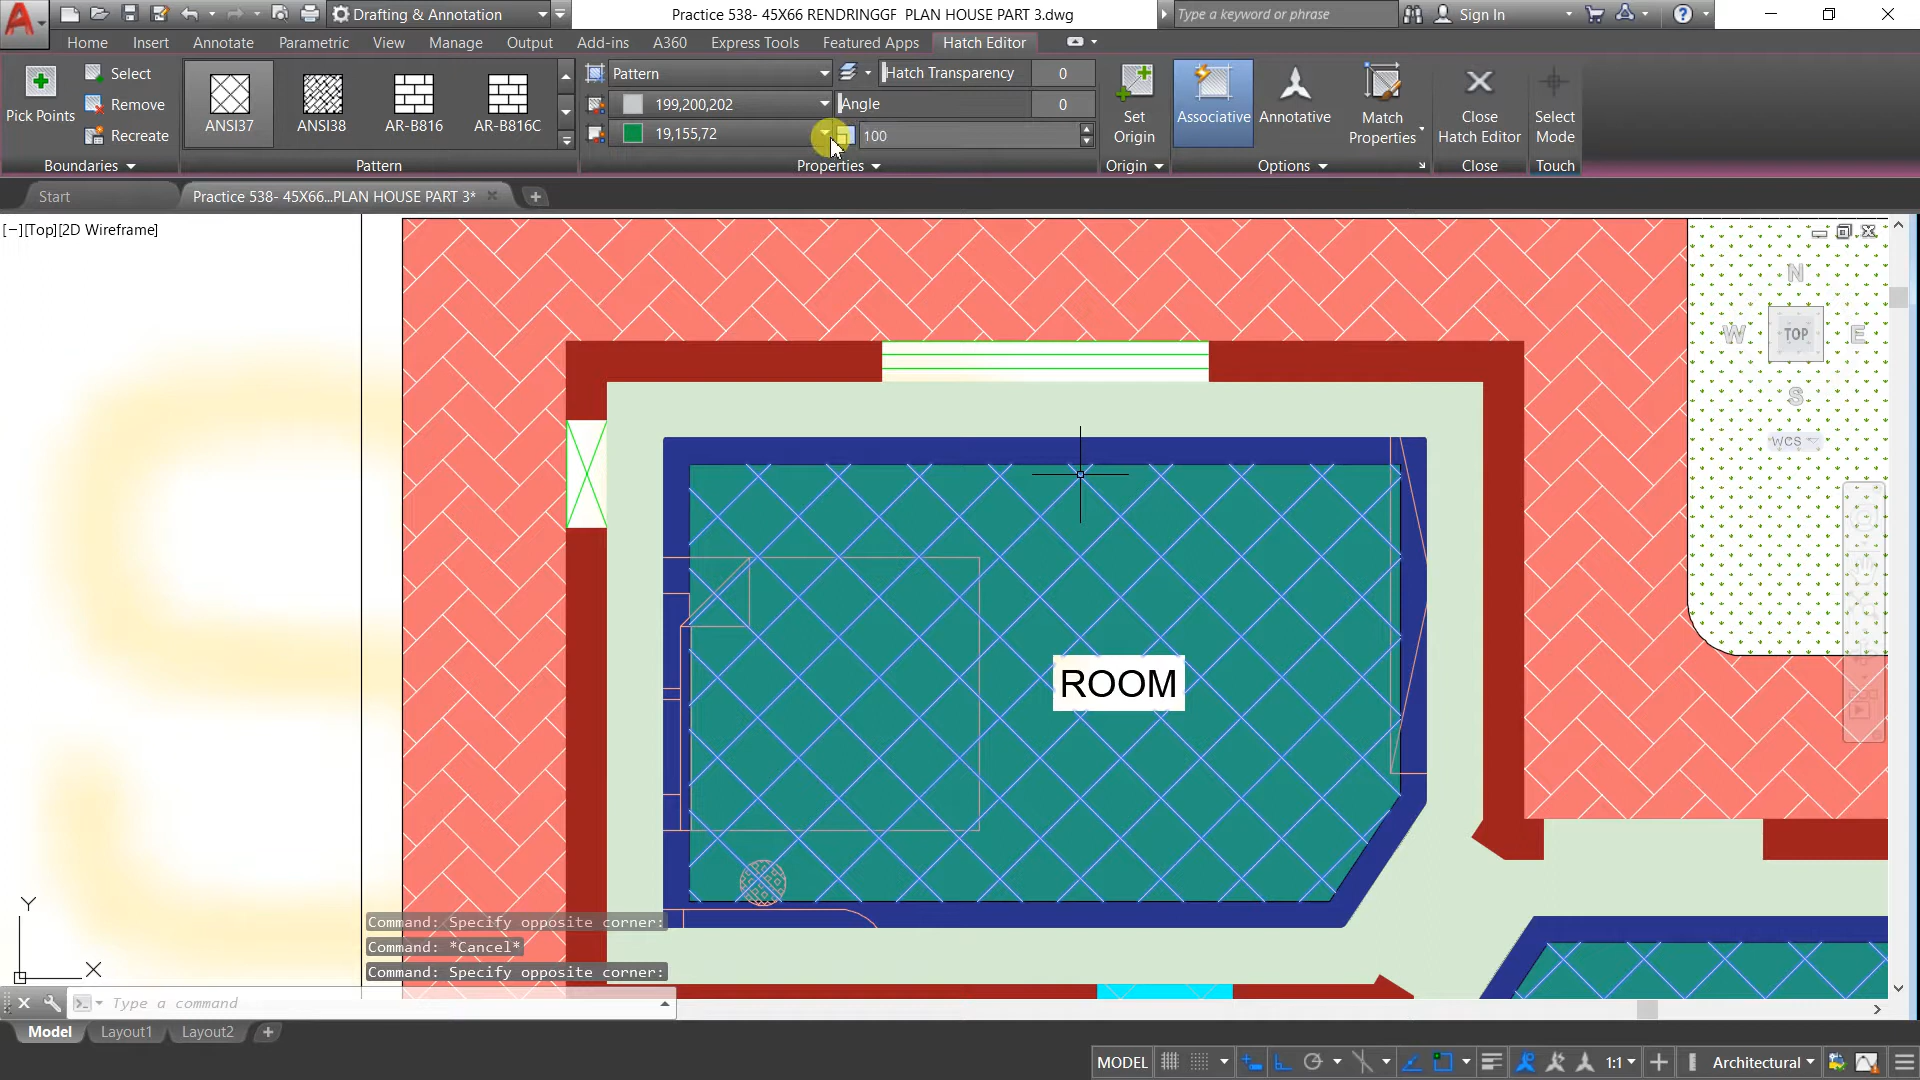 Drafting & Annotation
Practice 538- 45X66 RENDRINGGF PLAN HOUSE PART 3.dwg
Type a keyword or phrase
Sign In
Home Insert Annotate Parametric View Manage Output Add-ins A360 Express Tools Featured Apps Hatch Editor
Pick Points
Select
Remove
Recreate
Boundaries
ANSI37
ANSI38
AR-B816
AR-B816C
Pattern
Pattern
Hatch Transparency 0
199,200,202
Angle 0
19,155,72
100
Properties
Set Origin
Origin
Associative
Annotative
Match Properties
Options
Close Hatch Editor
Close
Select Mode
Touch
Start
Practice 538- 45X66...PLAN HOUSE PART 3*
[−][Top][2D Wireframe]
N
W
TOP
E
S
WCS
ROOM
S
Y
X
Command: Specify opposite corner:
Command: *Cancel*
Command: Specify opposite corner:
Type a command
Model Layout1 Layout2
MODEL
1:1
Architectural